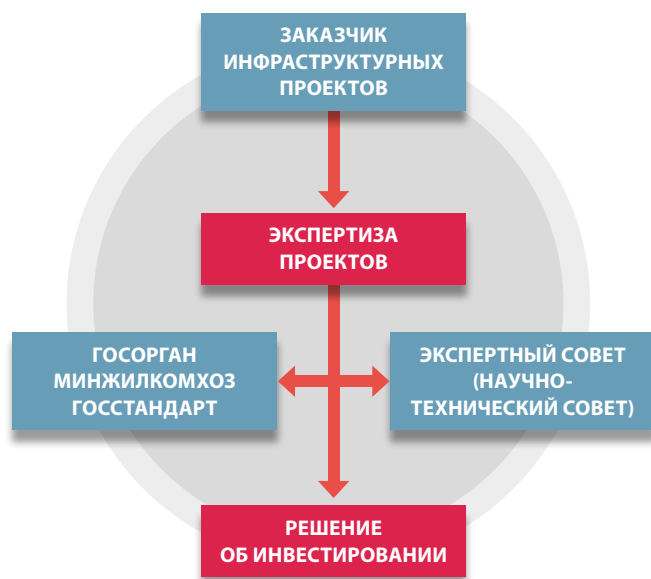 ЗАКАЗЧИК
ИНФРАСТРУКТУРНЫХ
ПРОЕКТОВ
ЭКСПЕРТИЗА
ПРОЕКТОВ
ГОСОРГАН
МИНЖИЛКОМХОЗ
ГОССТАНДАРТ
ЭКСПЕРТНЫЙ СОВЕТ
(НАУЧНО-
ТЕХНИЧЕСКИЙ СОВЕТ)
РЕШЕНИЕ
ОБ ИНВЕСТИРОВАНИИ